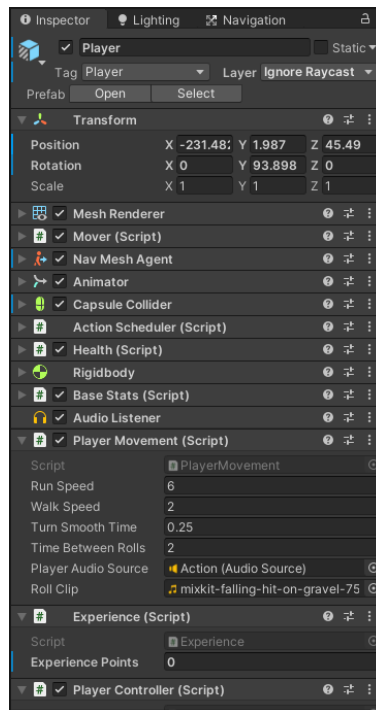 Inspector Lighting Navigation
Player Static
Tag Player Layer Ignore Raycast
Prefab Open Select
Transform
Position X -231.482 Y 1.987 Z 45.49
Rotation X 0 Y 93.898 Z 0
Scale X 1 Y 1 Z 1
Mesh Renderer
# Mover (Script)
Nav Mesh Agent
Animator
Capsule Collider
# Action Scheduler (Script)
# Health (Script)
Rigidbody
# Base Stats (Script)
Audio Listener
# Player Movement (Script)
Script PlayerMovement
Run Speed 6
Walk Speed 2
Turn Smooth Time 0.25
Time Between Rolls 2
Player Audio Source Action (Audio Source)
Roll Clip mixkit-falling-hit-on-gravel-75
# Experience (Script)
Script Experience
Experience Points 0
# Player Controller (Script)